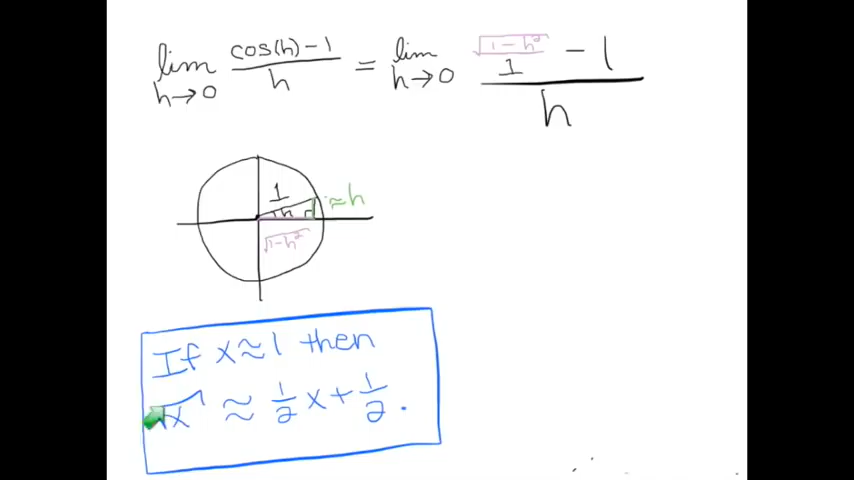 lim h→0 (cos(h) − 1)/h = lim h→0 (√(1 − h²)/1 − 1)/h
1
h
≈h
√(1−h²)
If x≈1 then
√x ≈ 1/2 x + 1/2.